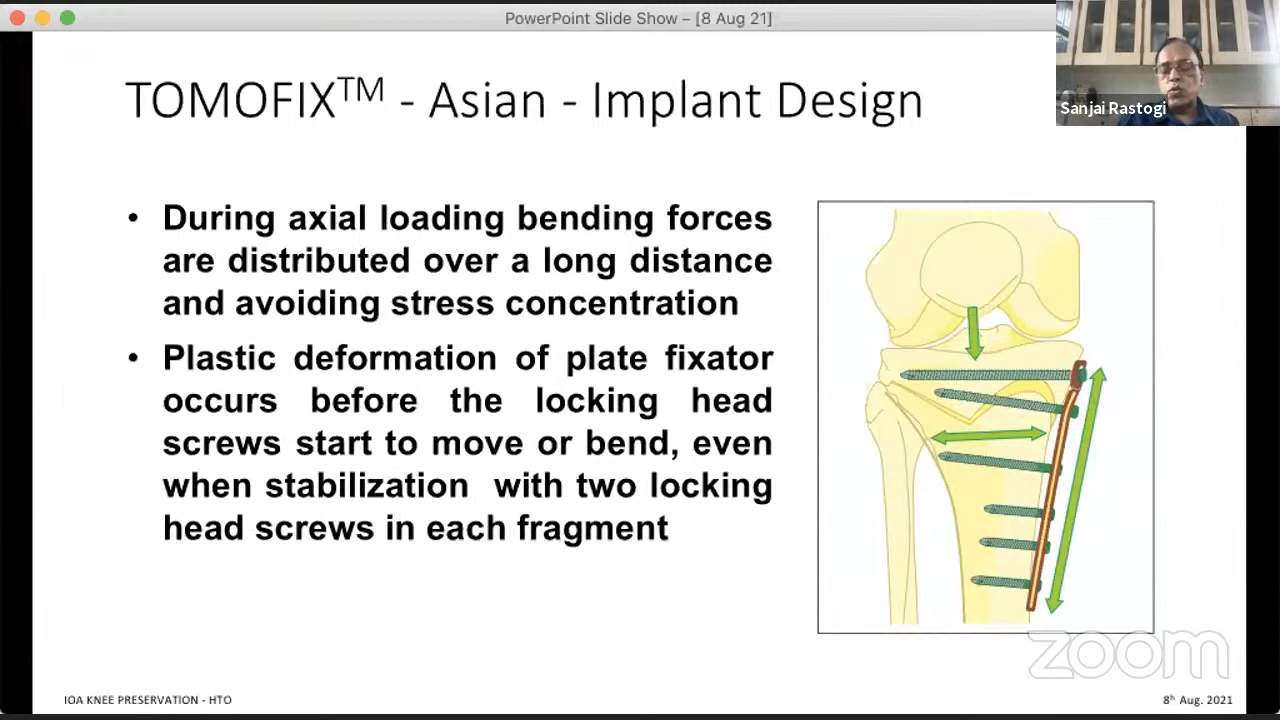 PowerPoint Slide Show – [8 Aug 21]
TOMOFIX™ - Asian - Implant Design
Sanjai Rastogi
• During axial loading bending forces
are distributed over a long distance
and avoiding stress concentration
• Plastic deformation of plate fixator
occurs before the locking head
screws start to move or bend, even
when stabilization with two locking
head screws in each fragment
zoom
IOA KNEE PRESERVATION - HTO
8ʰ Aug. 2021